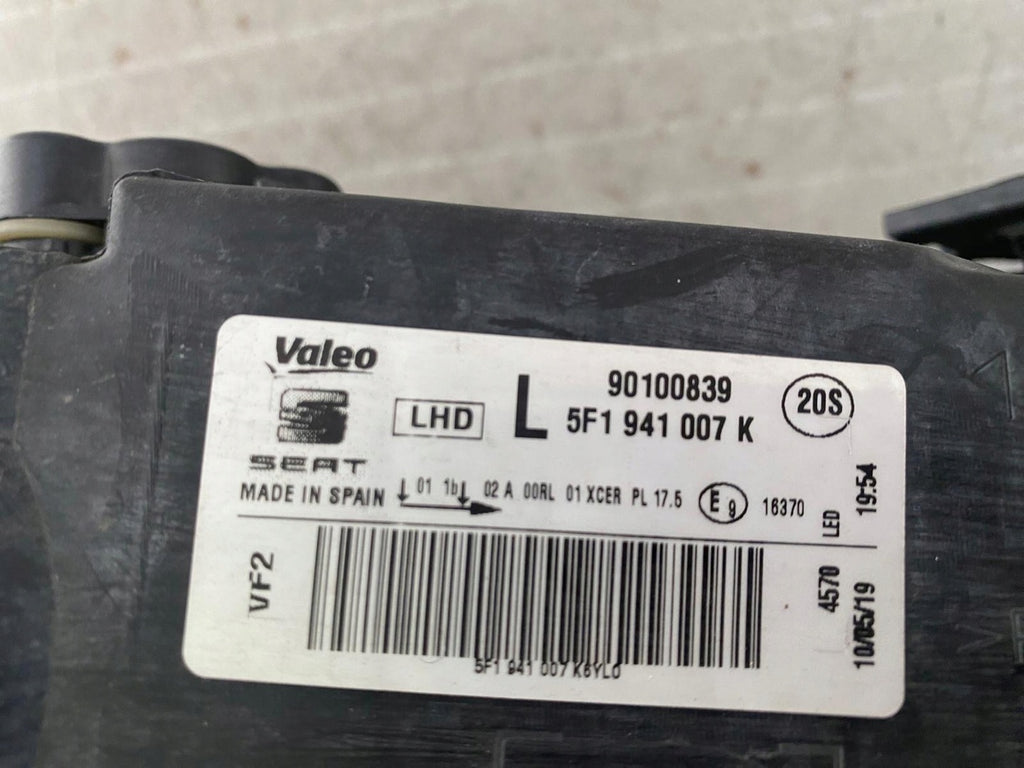 Valeo
SEAT
LHD
L
90100839
5F1 941 007 K
20S
MADE IN SPAIN 01 1b 02 A 00RL 01 XCER PL 17.5 E9 16370
LED
19:54
VF2
4570
10/05/19
5F1 941 007 K6YL0